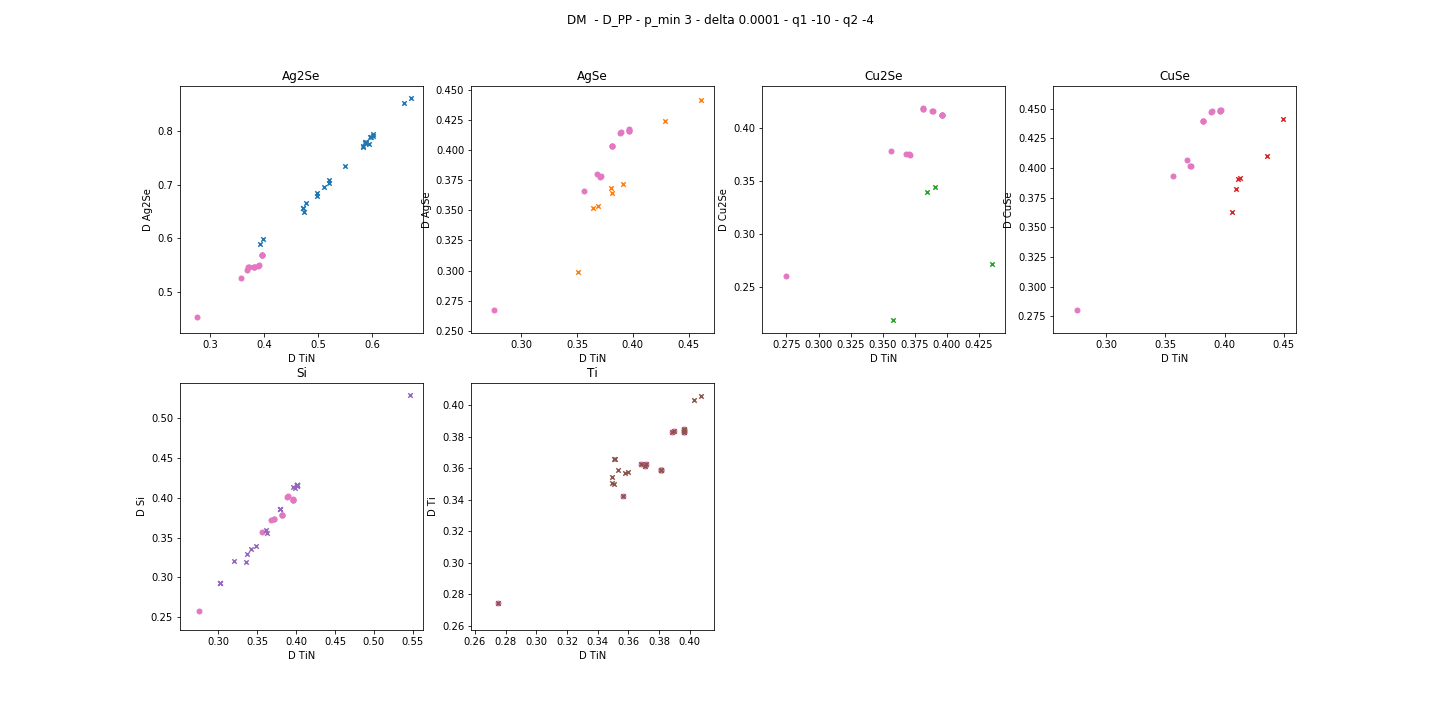 DM - D_PP - p_min 3 - delta 0.0001 - q1 -10 - q2 -4
Ag2Se
D Ag2Se
0.8
0.7
0.6
0.5
0.3 0.4 0.5 0.6
D TiN
AgSe
D AgSe
0.450
0.425
0.400
0.375
0.350
0.325
0.300
0.275
0.250
0.30 0.35 0.40 0.45
D TiN
Cu2Se
D Cu2Se
0.40
0.35
0.30
0.25
0.275 0.300 0.325 0.350 0.375 0.400 0.425
D TiN
CuSe
D CuSe
0.450
0.425
0.400
0.375
0.350
0.325
0.300
0.275
0.30 0.35 0.40 0.45
D TiN
Si
D Si
0.50
0.45
0.40
0.35
0.30
0.25
0.30 0.35 0.40 0.45 0.50 0.55
D TiN
Ti
D Ti
0.40
0.38
0.36
0.34
0.32
0.30
0.28
0.26
0.26 0.28 0.30 0.32 0.34 0.36 0.38 0.40
D TiN